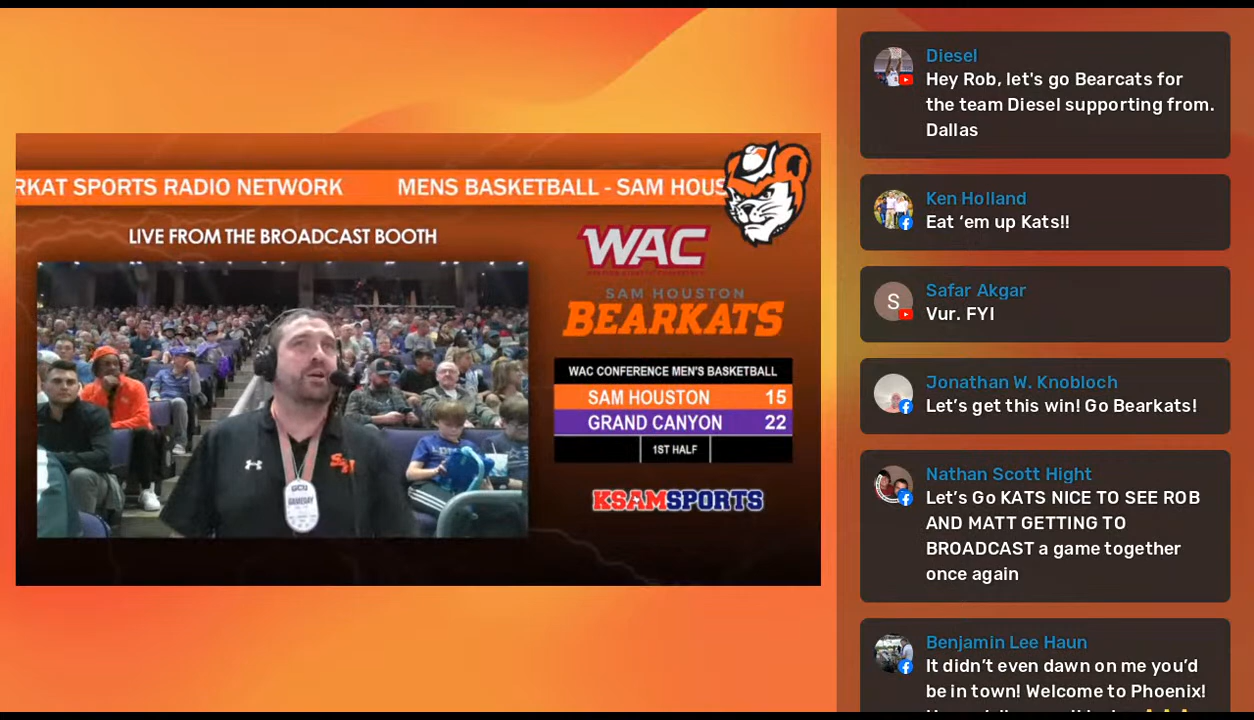 RKAT SPORTS RADIO NETWORK MENS BASKETBALL - SAM HOUS
LIVE FROM THE BROADCAST BOOTH
WAC
SAM HOUSTON
BEARKATS
WAC CONFERENCE MEN'S BASKETBALL
SAM HOUSTON 15
GRAND CANYON 22
1ST HALF
KSAMSPORTS
GCU
GAMEDAY
SH
Diesel
Hey Rob, let's go Bearcats for
the team Diesel supporting from.
Dallas
Ken Holland
Eat ‘em up Kats!!
S
Safar Akgar
Vur. FYI
Jonathan W. Knobloch
Let’s get this win! Go Bearkats!
Nathan Scott Hight
Let’s Go KATS NICE TO SEE ROB
AND MATT GETTING TO
BROADCAST a game together
once again
Benjamin Lee Haun
It didn’t even dawn on me you’d
be in town! Welcome to Phoenix!